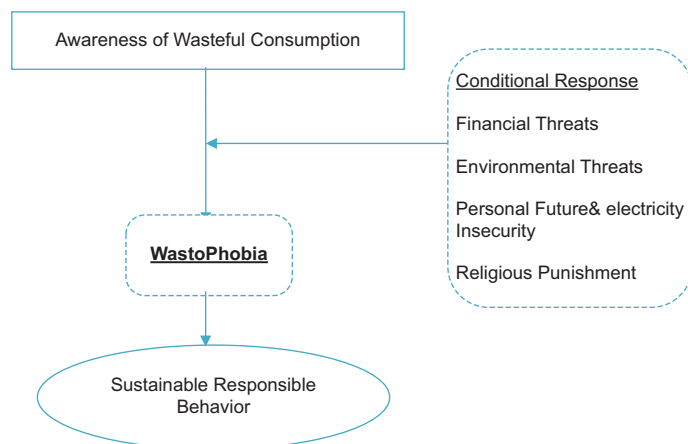 Awareness of Wasteful Consumption
Conditional Response
Financial Threats
Environmental Threats
Personal Future& electricity
Insecurity
Religious Punishment
WastoPhobia
Sustainable Responsible
Behavior